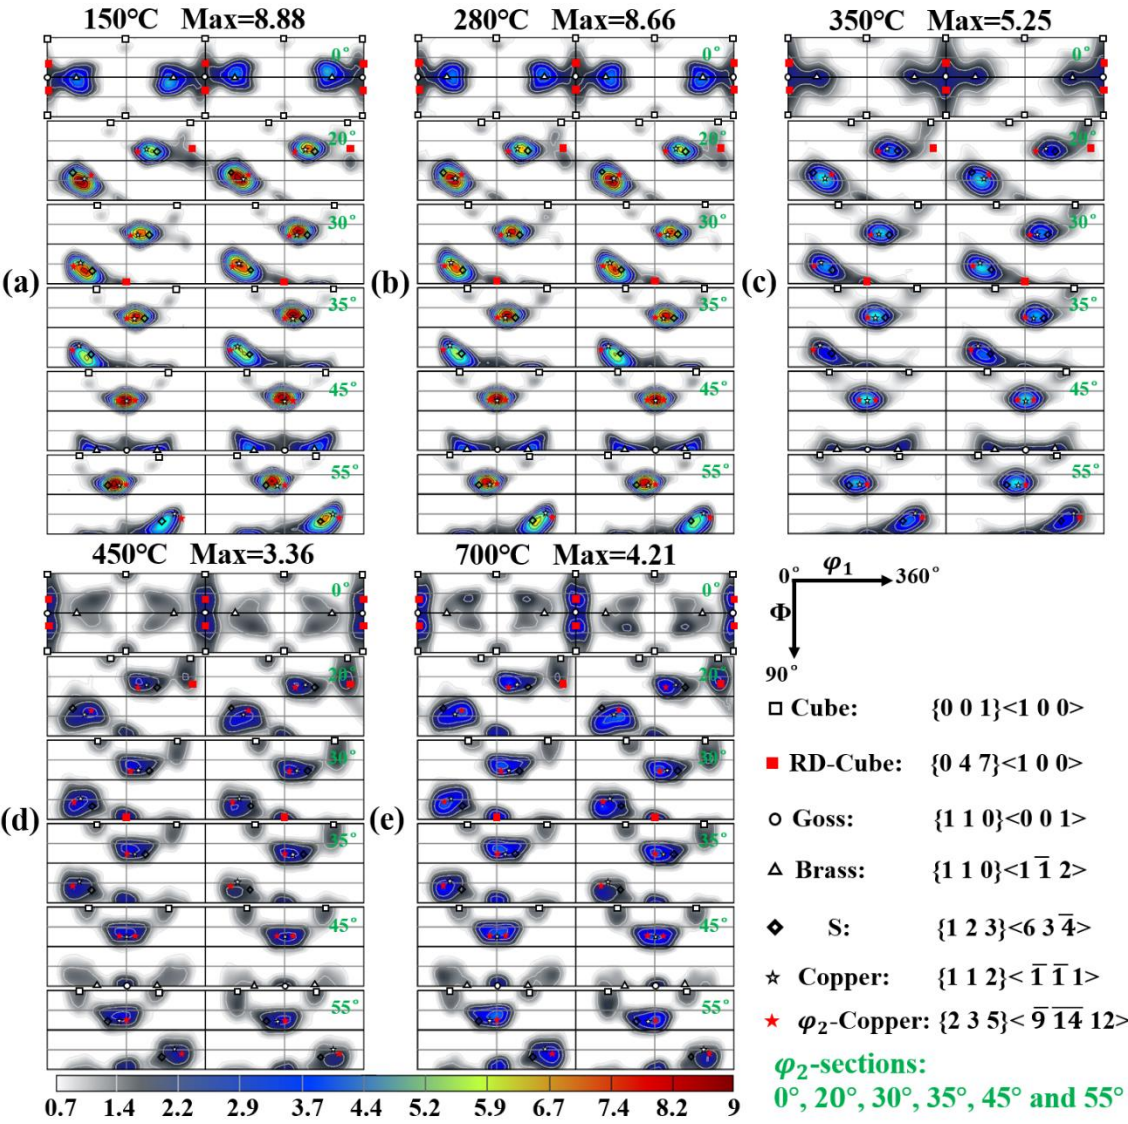 150°C Max=8.88
280°C Max=8.66
350°C Max=5.25
(a)
0°
20°
30°
35°
45°
55°
(b)
0°
20°
30°
35°
45°
55°
(c)
0°
20°
30°
35°
45°
55°
450°C Max=3.36
700°C Max=4.21
(d)
0°
20°
30°
35°
45°
55°
(e)
0°
20°
30°
35°
45°
55°
0° φ₁ 360°
Φ
90°
Cube: {0 0 1}<1 0 0>
RD-Cube: {0 4 7}<1 0 0>
Goss: {1 1 0}<0 0 1>
Brass: {1 1 0}<1 1̅ 2>
S: {1 2 3}<6 3 4̅>
Copper: {1 1 2}<1̅ 1̅ 1>
φ₂-Copper: {2 3 5}<9̅ 1̅4̅ 12>
φ₂-sections:
0°, 20°, 30°, 35°, 45° and 55°
0.7 1.4 2.2 2.9 3.7 4.4 5.2 5.9 6.7 7.4 8.2 9